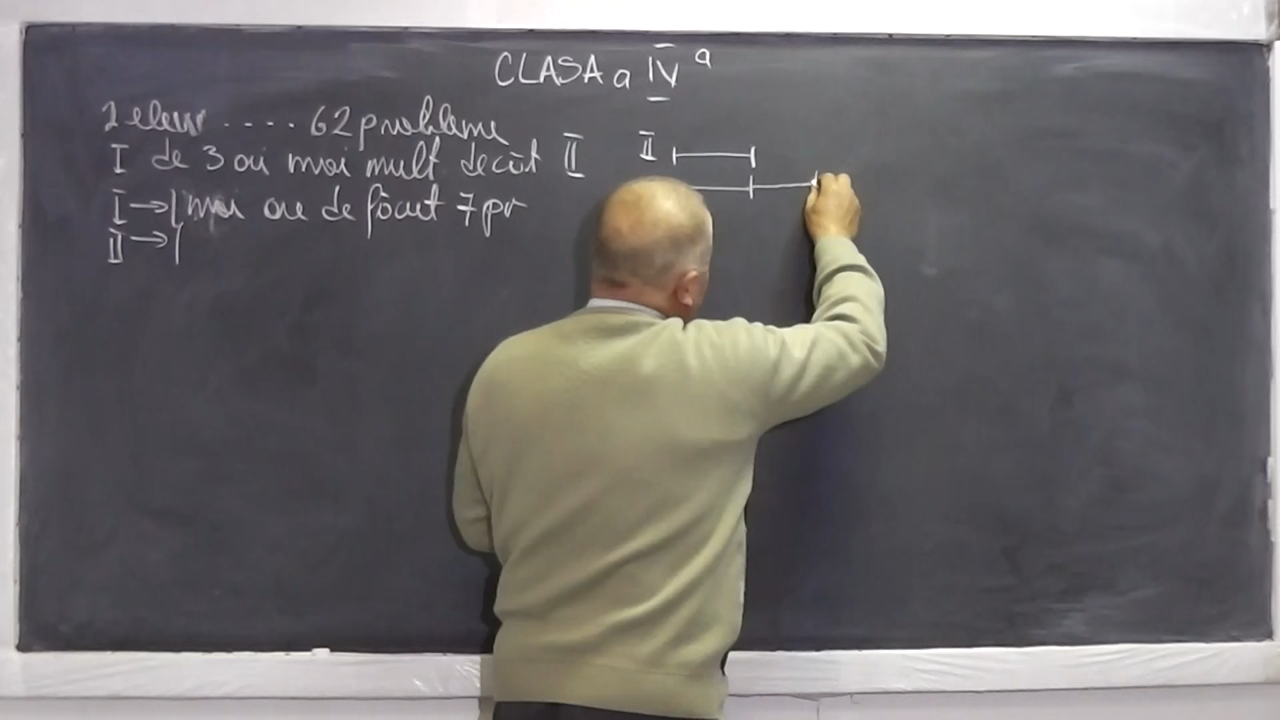 CLASA a IV a
2 elevi .... 62 probleme
I de 3 ori mai mult decât II
I → mai are de făcut 7 pr
II →
II